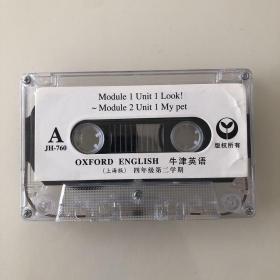 Module 1 Unit 1 Look!
~ Module 2 Unit 1 My pet
A
JH-760
版权所有
OXFORD ENGLISH 牛津英语
(上海版) 四年级第二学期